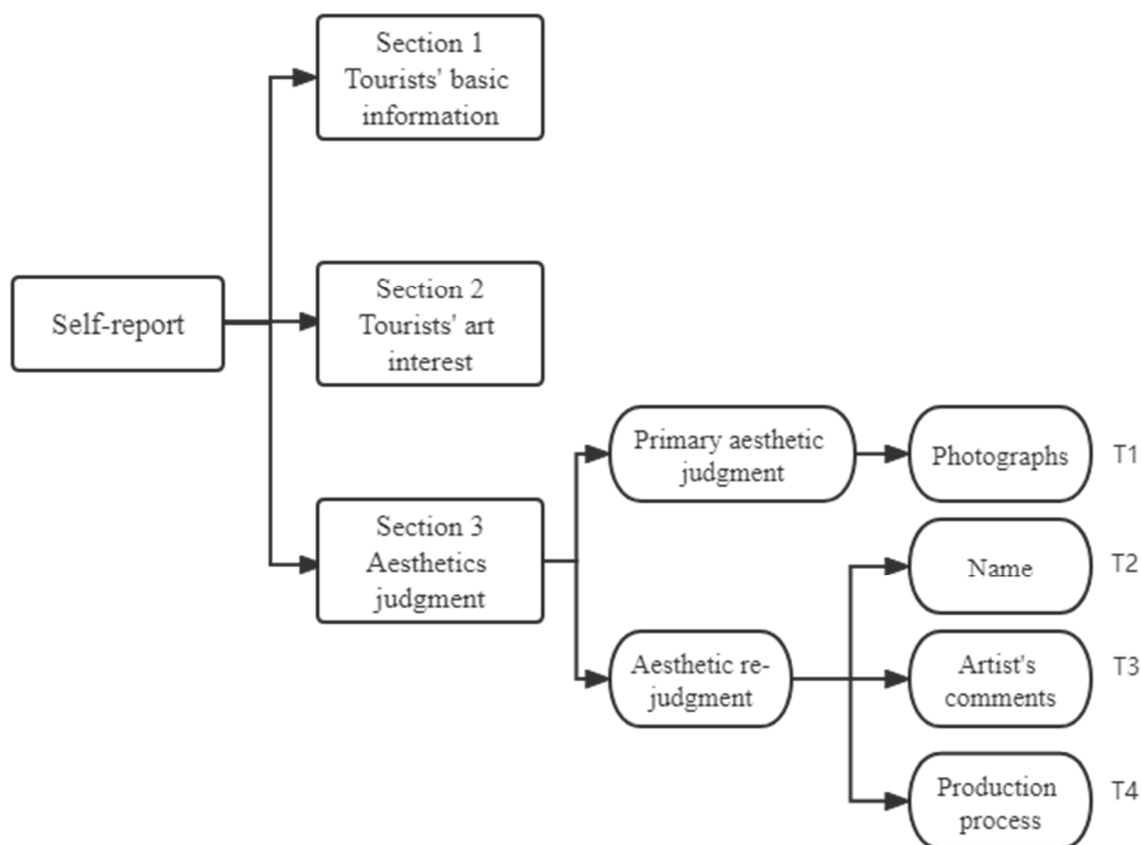 Section 1
Tourists' basic
information
Self-report
Section 2
Tourists' art
interest
Section 3
Aesthetics
judgment
Primary aesthetic
judgment
Photographs
T1
Name
T2
Aesthetic re-
judgment
Artist's
comments
T3
Production
process
T4